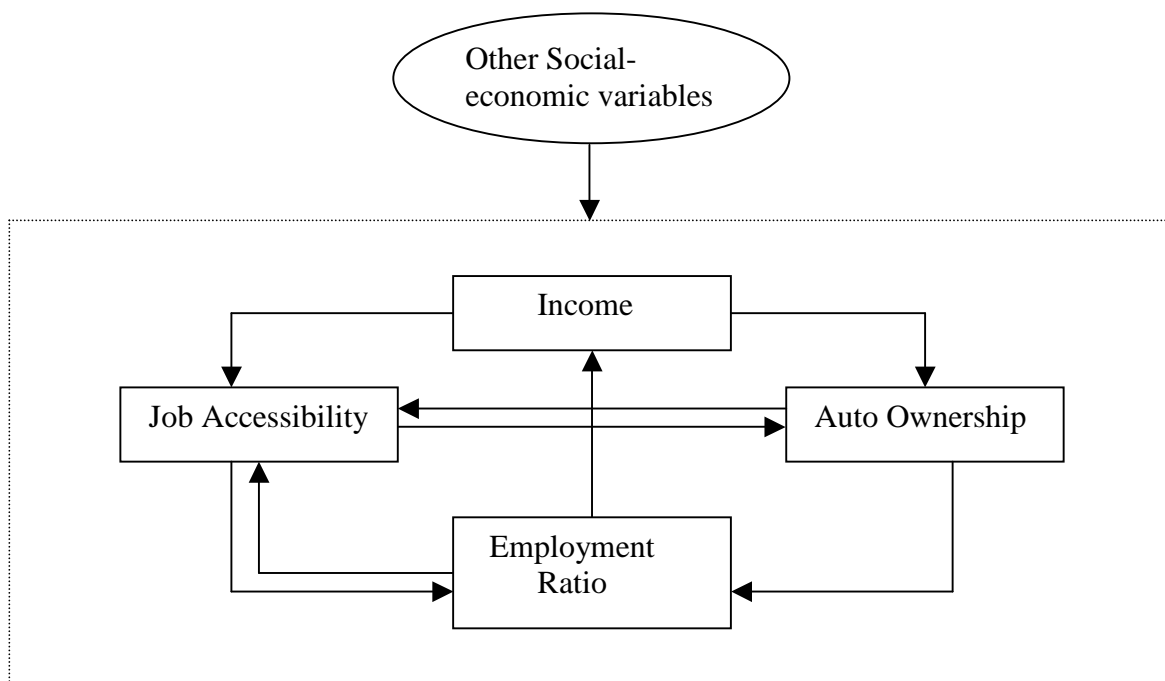 Other Social-
economic variables
Income
Job Accessibility
Auto Ownership
Employment
Ratio